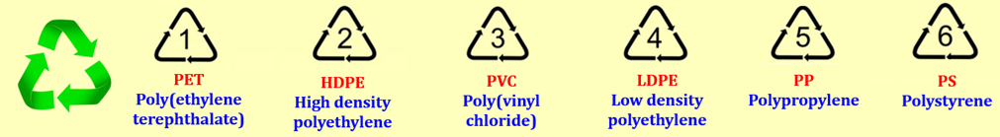 1
PET
Poly(ethylene
terephthalate)
2
HDPE
High density
polyethylene
3
PVC
Poly(vinyl
chloride)
4
LDPE
Low density
polyethylene
5
PP
Polypropylene
6
PS
Polystyrene